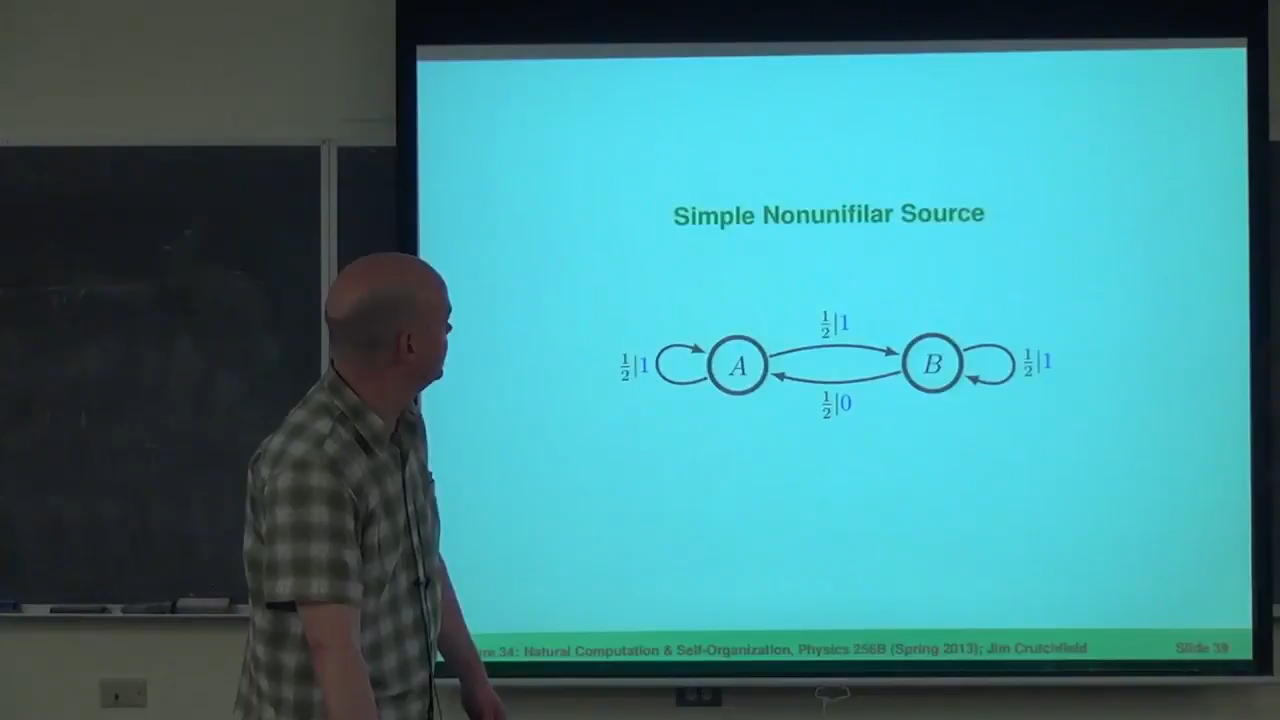 Simple Nonunifilar Source
1/2|1
1/2|1
A
B
1/2|1
1/2|0
34: Natural Computation & Self-Organization, Physics 256B (Spring 2013); Jim Crutchfield
Slide 39